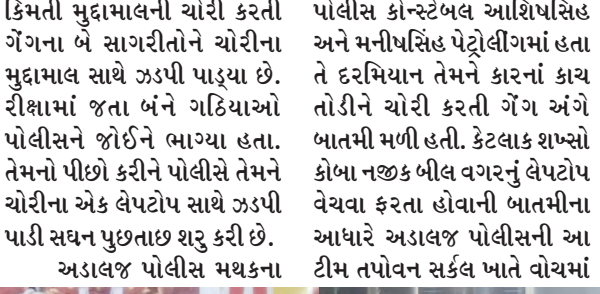 કિંમતી મુદ્દામાલની ચોરી કરતી
ગેંગના બે સાગરીતોને ચોરીના
મુદ્દામાલ સાથે ઝડપી પાડ્યા છે.
રીક્ષામાં જતા બંને ગઠિયાઓ
પોલીસને જોઈને ભાગ્યા હતા.
તેમનો પીછો કરીને પોલીસે તેમને
ચોરીના એક લેપટોપ સાથે ઝડપી
પાડી સઘન પુછતાછ શરુ કરી છે.
અડાલજ પોલીસ મથકના
પોલીસ કોન્સ્ટેબલ આશિષસિંહ
અને મનીષસિંહ પેટ્રોલીંગમાં હતા
તે દરમિયાન તેમને કારનાં કાચ
તોડીને ચોરી કરતી ગેંગ અંગે
બાતમી મળી હતી. કેટલાક શખ્સો
કોબા નજીક બીલ વગરનું લેપટોપ
વેચવા ફરતા હોવાની બાતમીના
આધારે અડાલજ પોલીસની આ
ટીમ તપોવન સર્કલ ખાતે વોચમાં